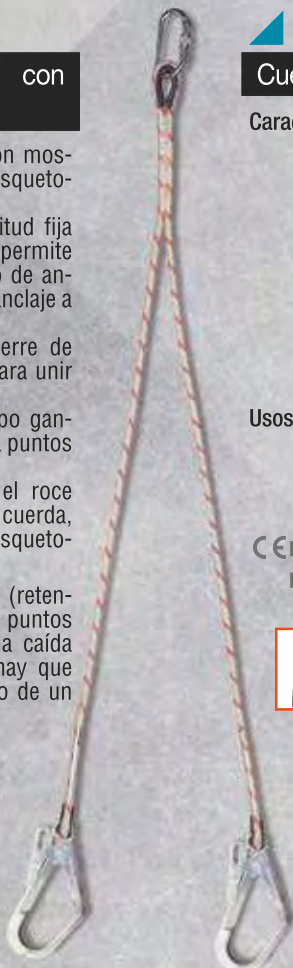 con
on mos-
squeto-
itud fija
permite
o de an-
anclaje a
erre de
ara unir
po gan-
puntos
el roce
cuerda,
squeto-
(reten-
puntos
a caída
hay que
o de un
Cue
Carac
Usos
CE